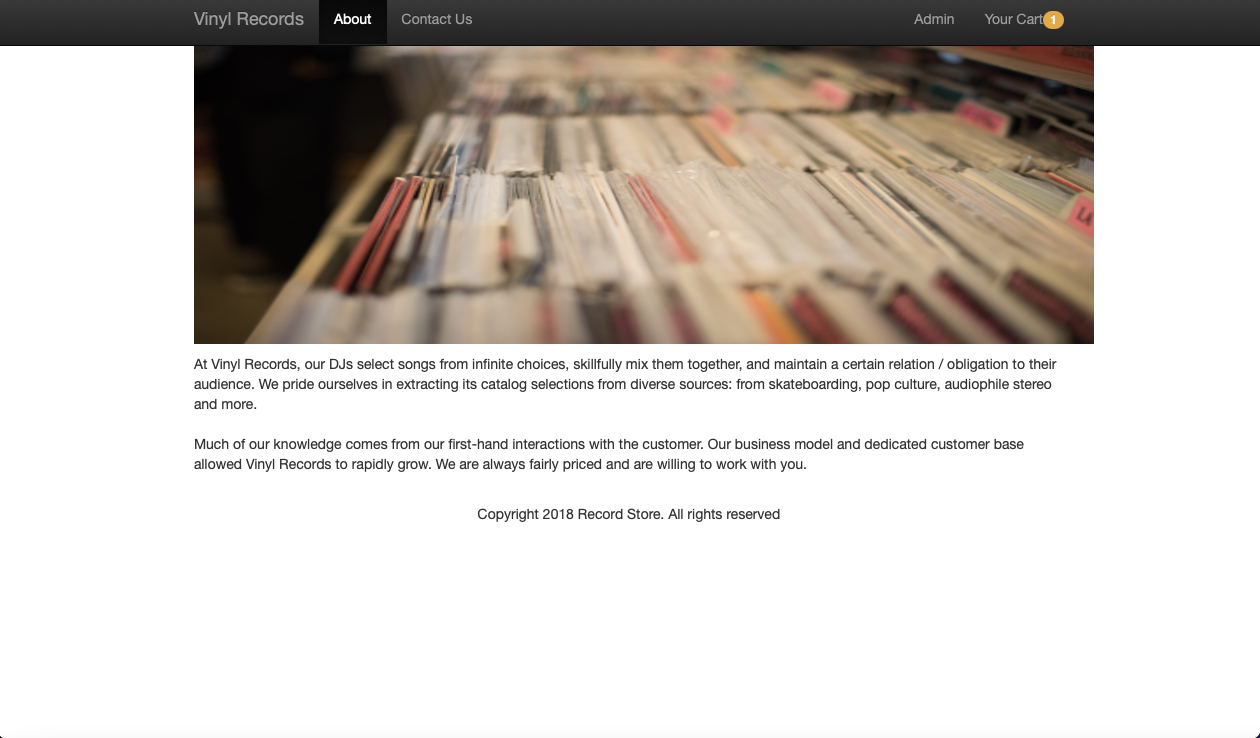 Vinyl Records About Contact Us Admin Your Cart 1
At Vinyl Records, our DJs select songs from infinite choices, skillfully mix them together, and maintain a certain relation / obligation to their
audience. We pride ourselves in extracting its catalog selections from diverse sources: from skateboarding, pop culture, audiophile stereo
and more.
Much of our knowledge comes from our first-hand interactions with the customer. Our business model and dedicated customer base
allowed Vinyl Records to rapidly grow. We are always fairly priced and are willing to work with you.
Copyright 2018 Record Store. All rights reserved